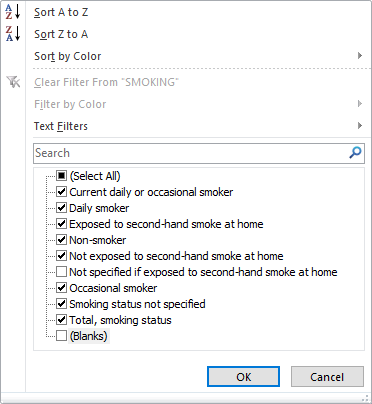 Sort A to Z
Sort Z to A
Sort by Color
Clear Filter From "SMOKING"
Filter by Color
Text Filters
Search
(Select All)
Current daily or occasional smoker
Daily smoker
Exposed to second-hand smoke at home
Non-smoker
Not exposed to second-hand smoke at home
Not specified if exposed to second-hand smoke at home
Occasional smoker
Smoking status not specified
Total, smoking status
(Blanks)
OK Cancel